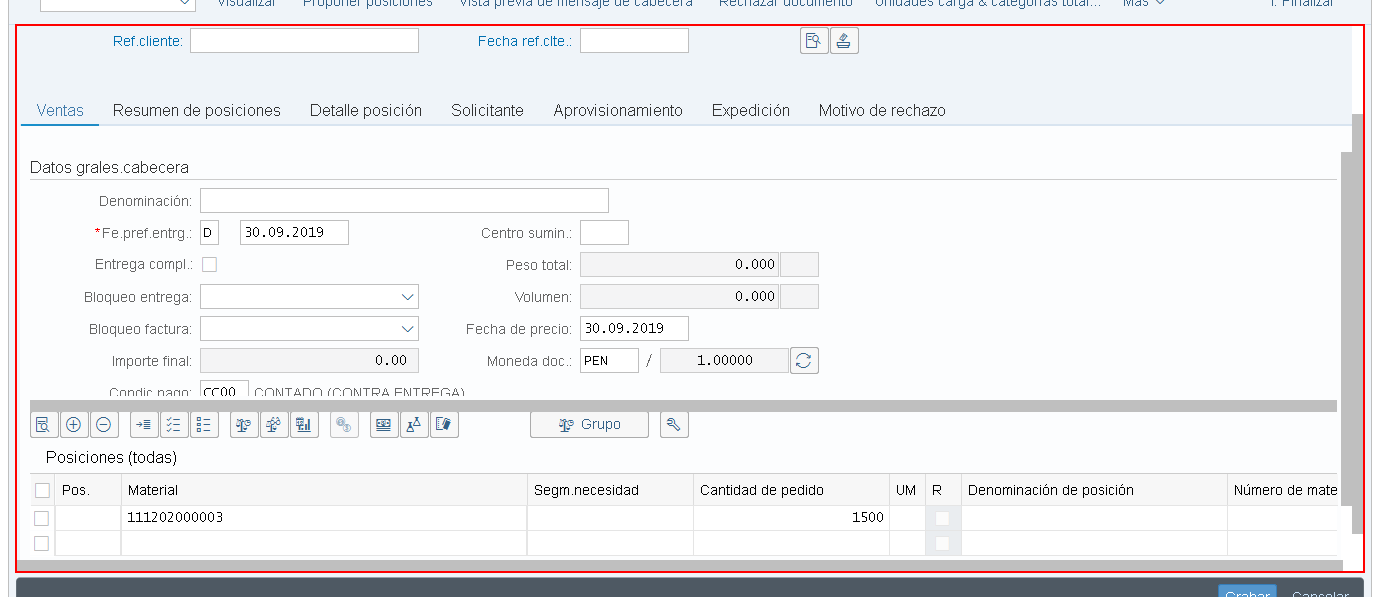 Visualizar Proponer posiciones Vista previa de mensaje de cabecera Rechazar documento Unidades carga & categorías total... Más Finalizar
Ref.cliente: Fecha ref.clte.:
Ventas Resumen de posiciones Detalle posición Solicitante Aprovisionamiento Expedición Motivo de rechazo
Datos grales.cabecera
Denominación:
*Fe.pref.entrg.: D 30.09.2019 Centro sumin.:
Entrega compl.: Peso total: 0.000
Bloqueo entrega: Volumen: 0.000
Bloqueo factura: Fecha de precio: 30.09.2019
Importe final: 0.00 Moneda doc.: PEN / 1.00000
Condic.pago: CC00 CONTADO (CONTRA ENTREGA)
Grupo
Posiciones (todas)
Pos. Material Segm.necesidad Cantidad de pedido UM R Denominación de posición Número de mate
111202000003 1500
Grabar Cancelar